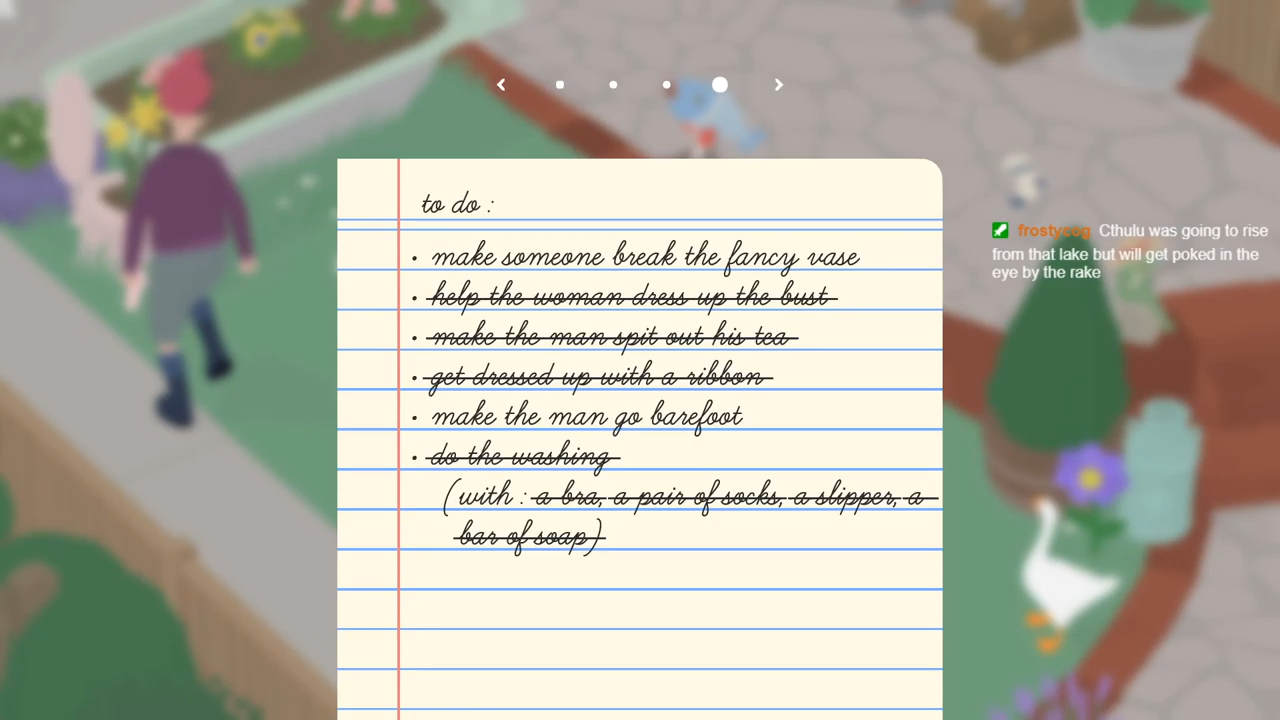 to do :
• make someone break the fancy vase
• help the woman dress up the bust
• make the man spit out his tea
• get dressed up with a ribbon
• make the man go barefoot
• do the washing
(with : a bra, a pair of socks, a slipper, a
bar of soap)
frostycog Cthulu was going to rise
from that lake but will get poked in the
eye by the rake